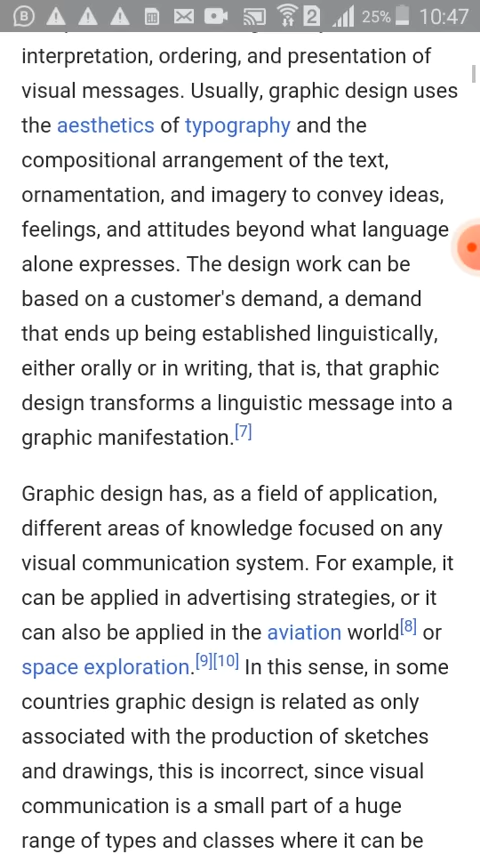 25% 10:47
2
interpretation, ordering, and presentation of
visual messages. Usually, graphic design uses
the aesthetics of typography and the
compositional arrangement of the text,
ornamentation, and imagery to convey ideas,
feelings, and attitudes beyond what language
alone expresses. The design work can be
based on a customer's demand, a demand
that ends up being established linguistically,
either orally or in writing, that is, that graphic
design transforms a linguistic message into a
graphic manifestation.[7]
Graphic design has, as a field of application,
different areas of knowledge focused on any
visual communication system. For example, it
can be applied in advertising strategies, or it
can also be applied in the aviation world[8] or
space exploration.[9][10] In this sense, in some
countries graphic design is related as only
associated with the production of sketches
and drawings, this is incorrect, since visual
communication is a small part of a huge
range of types and classes where it can be